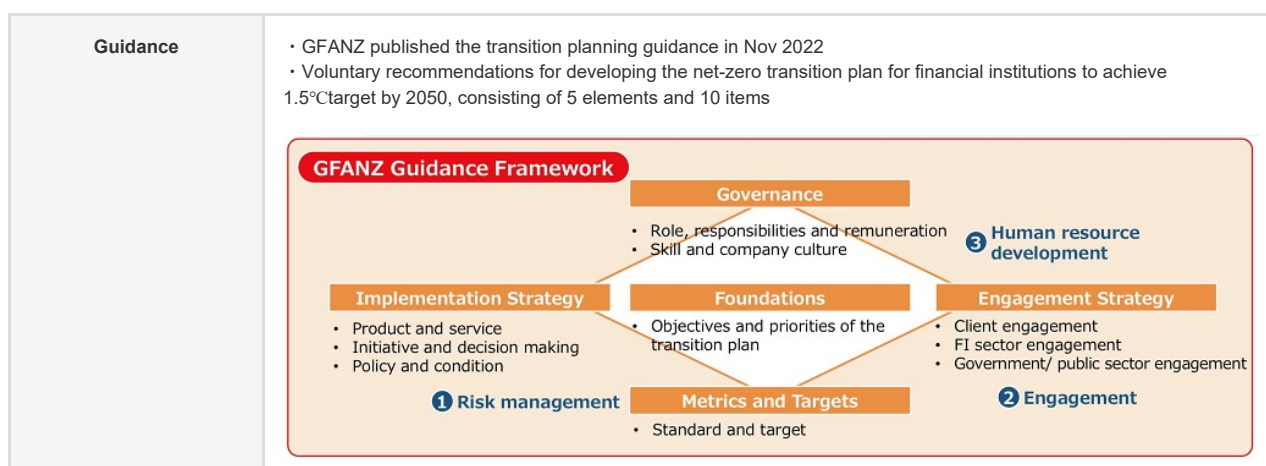 Guidance
・GFANZ published the transition planning guidance in Nov 2022
・Voluntary recommendations for developing the net-zero transition plan for financial institutions to achieve
1.5℃target by 2050, consisting of 5 elements and 10 items
GFANZ Guidance Framework
Governance
• Role, responsibilities and remuneration
• Skill and company culture
❸ Human resource
development
Implementation Strategy
• Product and service
• Initiative and decision making
• Policy and condition
Foundations
• Objectives and priorities of the
transition plan
Engagement Strategy
• Client engagement
• FI sector engagement
• Government/ public sector engagement
❶ Risk management
Metrics and Targets
• Standard and target
❷ Engagement